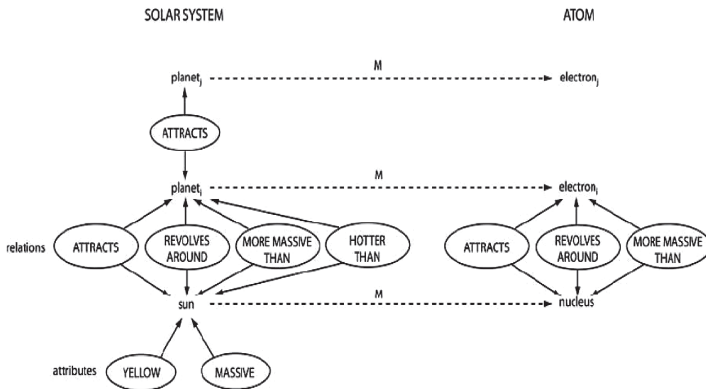 SOLAR SYSTEM ATOM
planetj M electronj
ATTRACTS
planeti M electroni
relations ATTRACTS REVOLVES AROUND MORE MASSIVE THAN HOTTER THAN ATTRACTS REVOLVES AROUND MORE MASSIVE THAN
sun M nucleus
attributes YELLOW MASSIVE